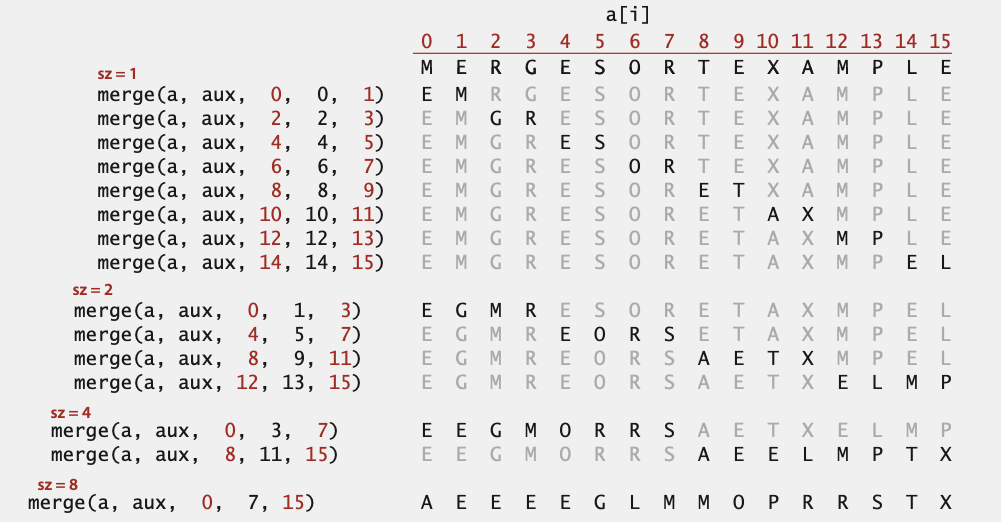 a[i]
0 1 2 3 4 5 6 7 8 9 10 11 12 13 14 15
M E R G E S O R T E X A M P L E
sz = 1
merge(a, aux, 0, 0, 1) E M R G E S O R T E X A M P L E
merge(a, aux, 2, 2, 3) E M G R E S O R T E X A M P L E
merge(a, aux, 4, 4, 5) E M G R E S O R T E X A M P L E
merge(a, aux, 6, 6, 7) E M G R E S O R T E X A M P L E
merge(a, aux, 8, 8, 9) E M G R E S O R E T X A M P L E
merge(a, aux, 10, 10, 11) E M G R E S O R E T A X M P L E
merge(a, aux, 12, 12, 13) E M G R E S O R E T A X M P L E
merge(a, aux, 14, 14, 15) E M G R E S O R E T A X M P E L
sz = 2
merge(a, aux, 0, 1, 3) E G M R E S O R E T A X M P E L
merge(a, aux, 4, 5, 7) E G M R E O R S E T A X M P E L
merge(a, aux, 8, 9, 11) E G M R E O R S A E T X M P E L
merge(a, aux, 12, 13, 15) E G M R E O R S A E T X E L M P
sz = 4
merge(a, aux, 0, 3, 7) E E G M O R R S A E T X E L M P
merge(a, aux, 8, 11, 15) E E G M O R R S A E E L M P T X
sz = 8
merge(a, aux, 0, 7, 15) A E E E E G L M M O P R R S T X